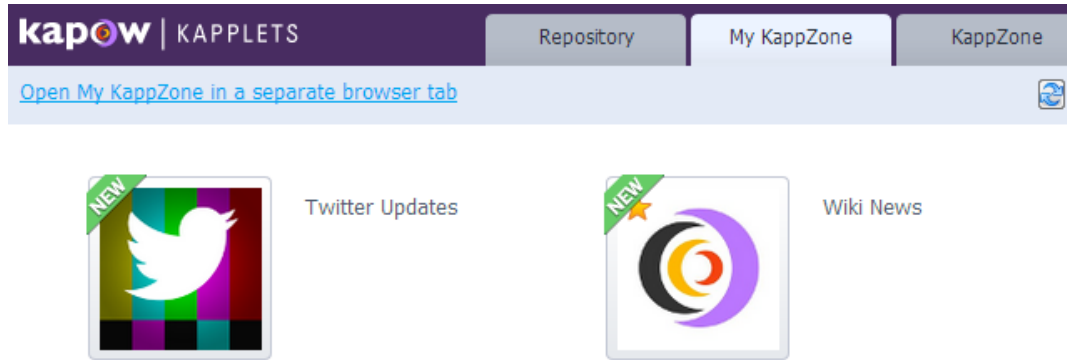 kapow | KAPPLETS
Repository
My KappZone
KappZone
Open My KappZone in a separate browser tab
NEW
Twitter Updates
NEW
Wiki News